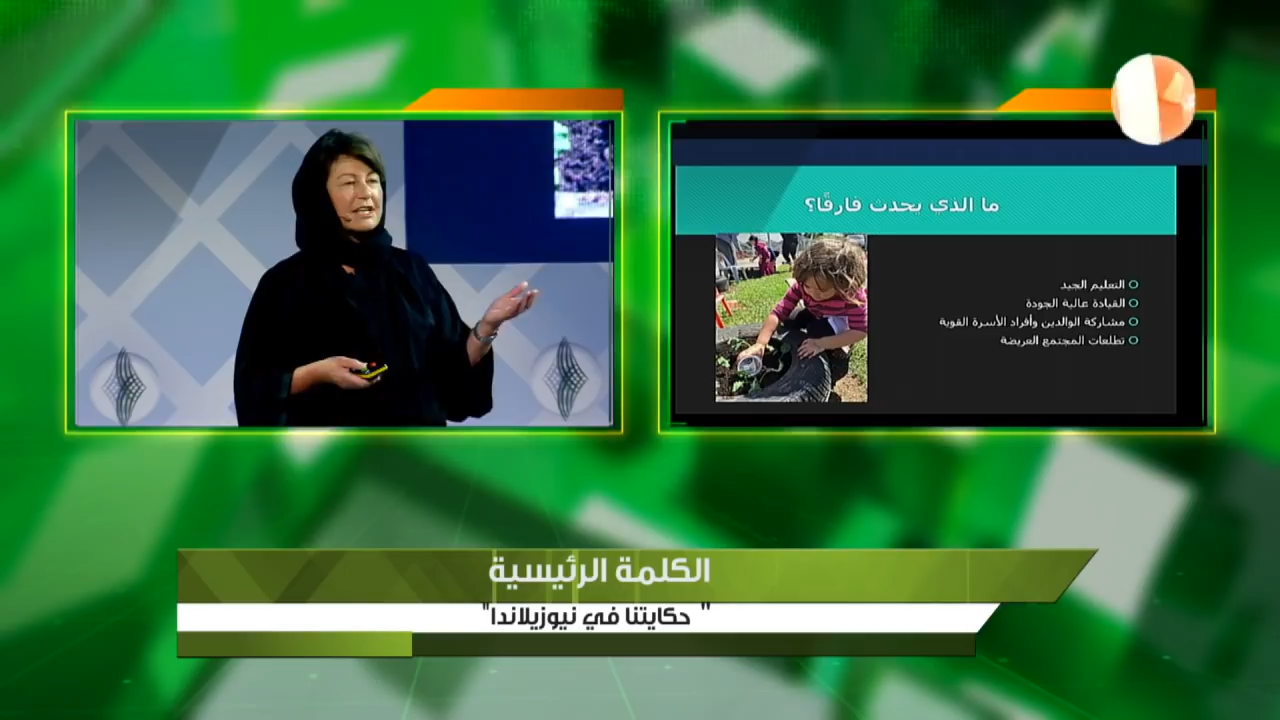 ما الذي يحدث فارقًا؟
التعليم الجيد
القيادة عالية الجودة
مشاركة الوالدين وأفراد الأسرة القوية
تطلعات المجتمع العريضة
الكلمة الرئيسية
" حكايتنا في نيوزيلاندا"